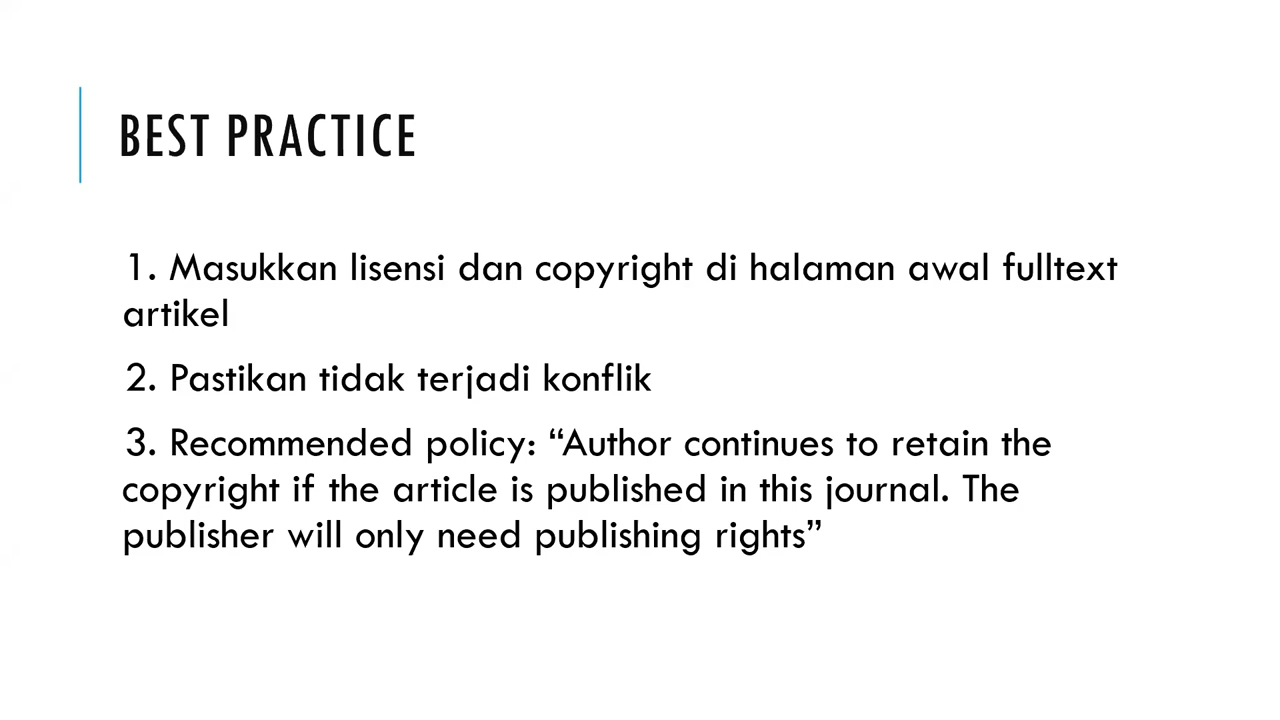 BEST PRACTICE
1. Masukkan lisensi dan copyright di halaman awal fulltext
artikel
2. Pastikan tidak terjadi konflik
3. Recommended policy: “Author continues to retain the
copyright if the article is published in this journal. The
publisher will only need publishing rights”